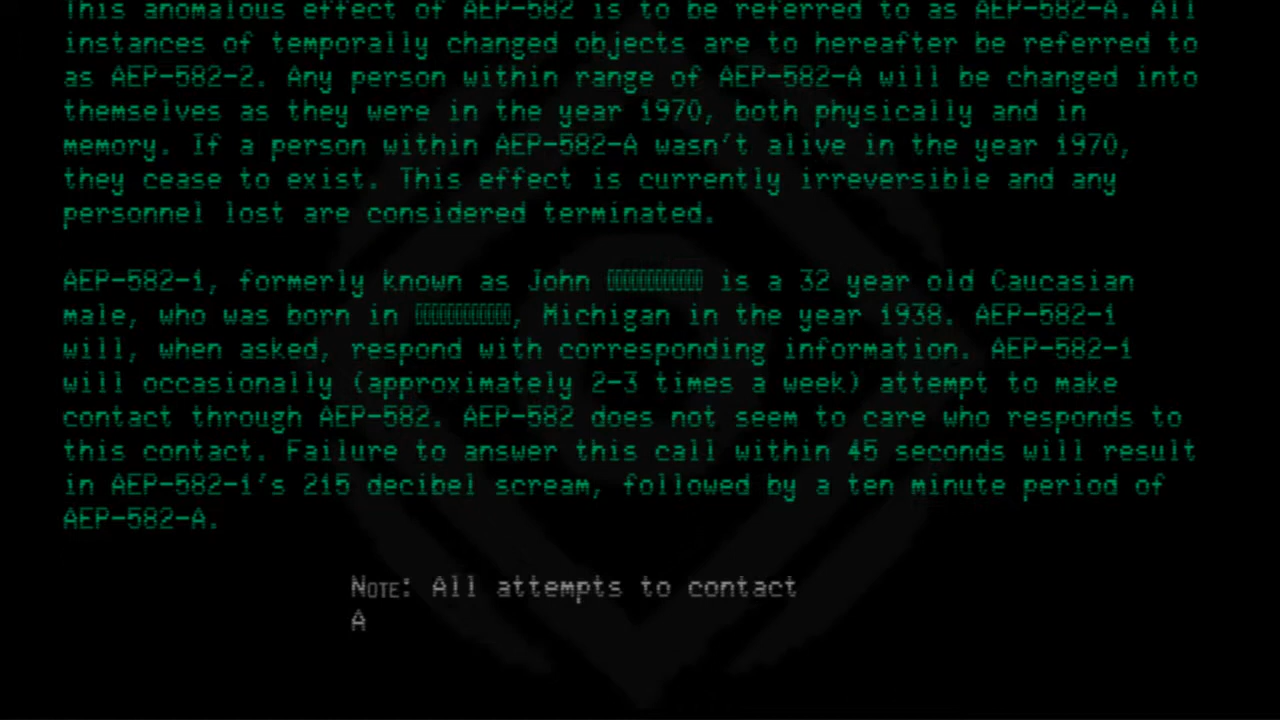 This anomalous effect of AEP-582 is to be referred to as AEP-582-A. All
instances of temporally changed objects are to hereafter be referred to
as AEP-582-2. Any person within range of AEP-582-A will be changed into
themselves as they were in the year 1970, both physically and in
memory. If a person within AEP-582-A wasn't alive in the year 1970,
they cease to exist. This effect is currently irreversible and any
personnel lost are considered terminated.
AEP-582-1, formerly known as John ▯▯▯▯▯▯▯▯▯▯▯▯ is a 32 year old Caucasian
male, who was born in ▯▯▯▯▯▯▯▯▯▯▯▯, Michigan in the year 1938. AEP-582-1
will, when asked, respond with corresponding information. AEP-582-1
will occasionally (approximately 2-3 times a week) attempt to make
contact through AEP-582. AEP-582 does not seem to care who responds to
this contact. Failure to answer this call within 45 seconds will result
in AEP-582-1's 215 decibel scream, followed by a ten minute period of
AEP-582-A.
NOTE: All attempts to contact
A